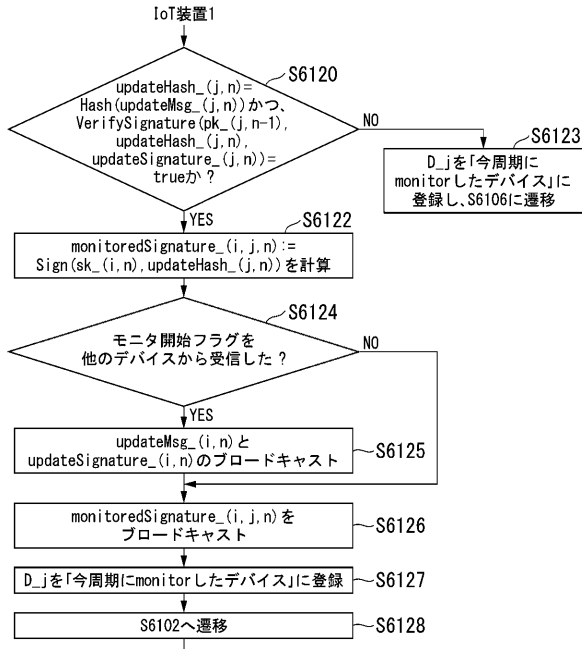 IoT装置1
S6120
updateHash_(j,n)=
Hash(updateMsg_(j,n))かつ、
VerifySignature(pk_(j,n-1),
updateHash_(j,n),
updateSignature_(j,n))=
trueか?
NO
S6123
D_jを「今周期に
monitorしたデバイス」に
登録し、S6106に遷移
YES
S6122
monitoredSignature_(i,j,n):=
Sign(sk_(i,n),updateHash_(j,n))を計算
S6124
モニタ開始フラグを
他のデバイスから受信した?
NO
YES
updateMsg_(i,n)と
updateSignature_(i,n)のブロードキャスト
S6125
monitoredSignature_(i,j,n)を
ブロードキャスト
S6126
D_jを「今周期にmonitorしたデバイス」に登録
S6127
S6102へ遷移
S6128